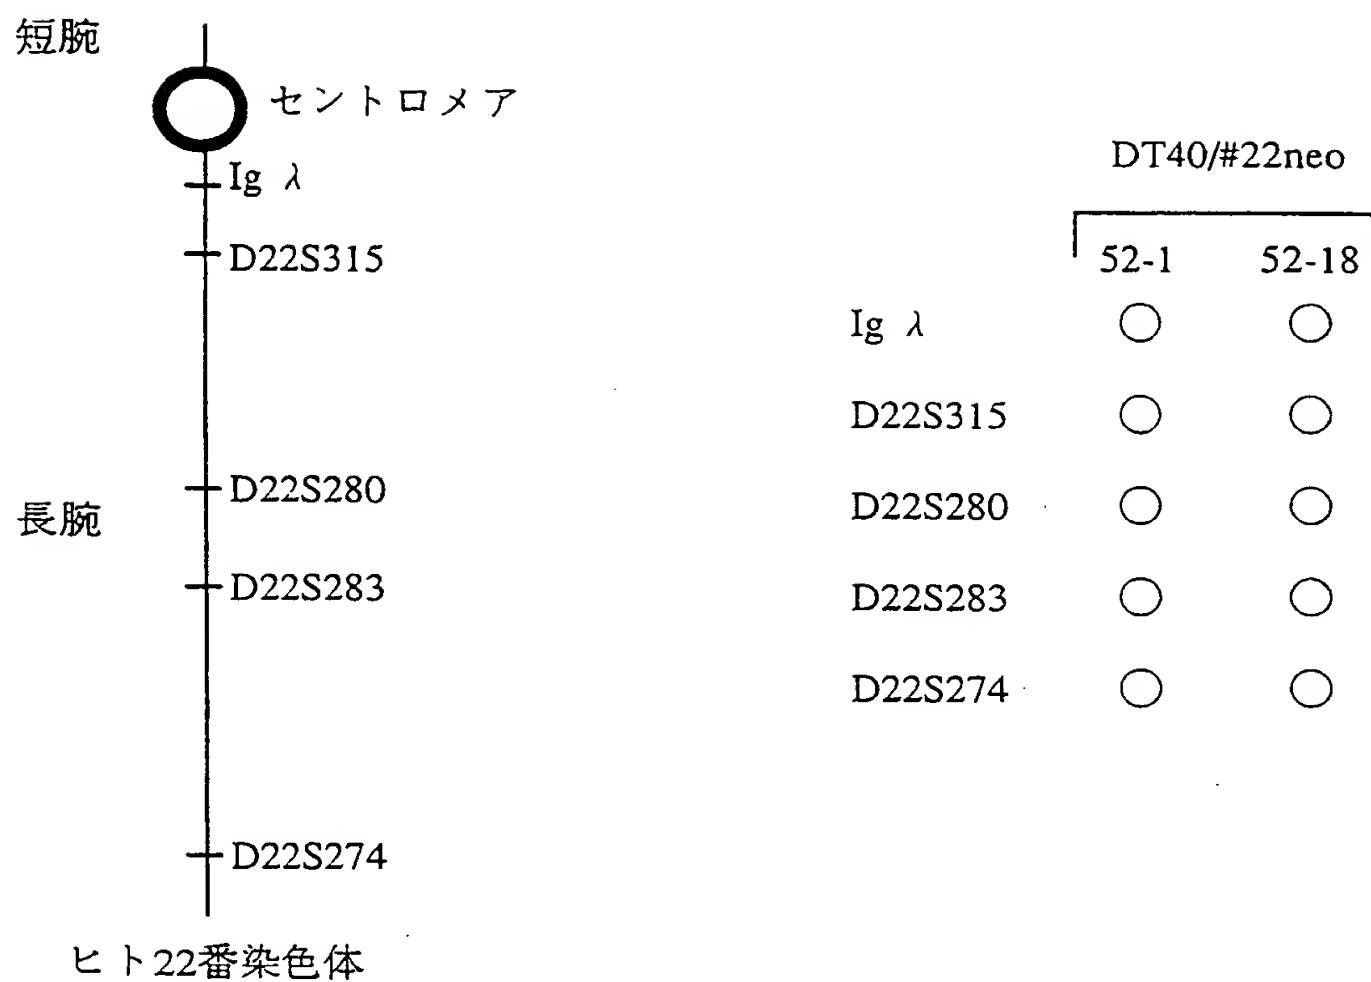 短腕
セントロメア
Ig λ
D22S315
D22S280
長腕
D22S283
D22S274
ヒト22番染色体
DT40/#22neo
52-1 52-18
Ig λ ○ ○
D22S315 ○ ○
D22S280 ○ ○
D22S283 ○ ○
D22S274 ○ ○